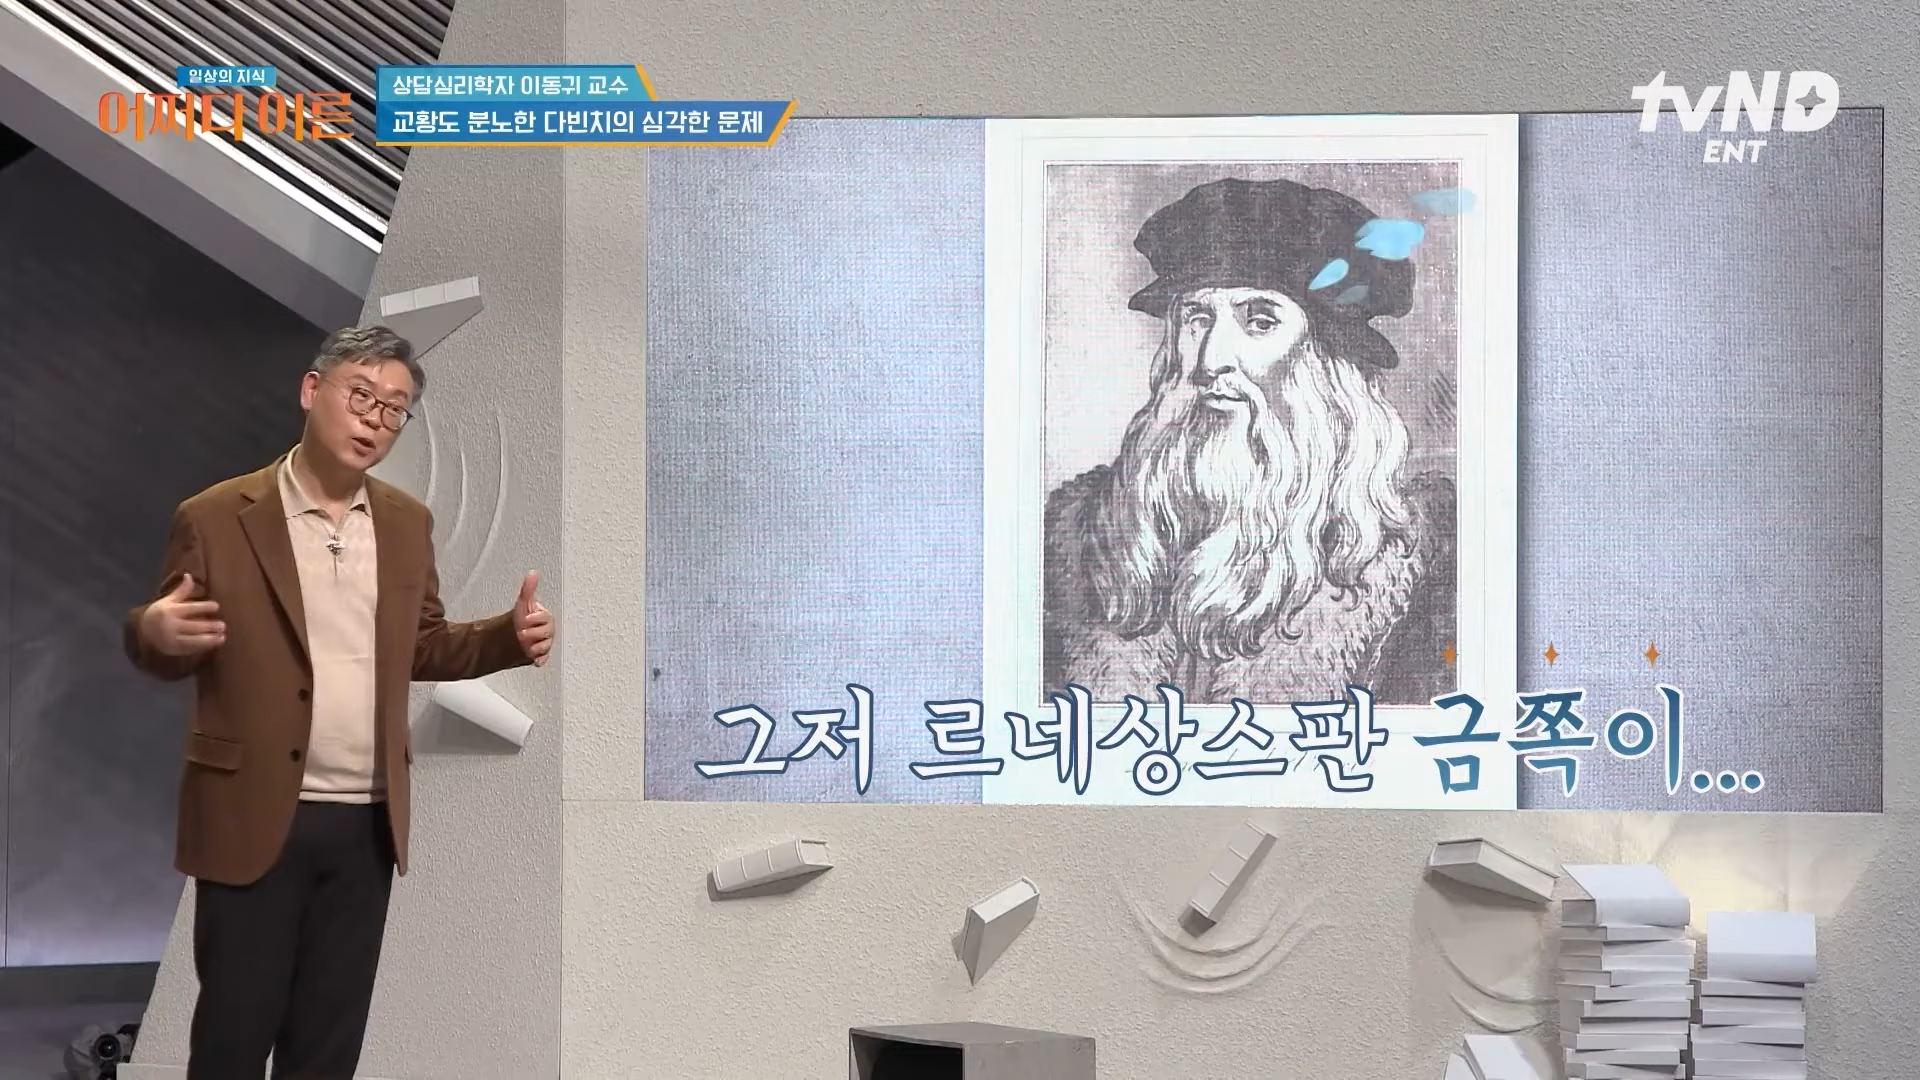 일상의 지식
어쩌다 어른
상담심리학자 이동귀 교수
교황도 분노한 다빈치의 심각한 문제
tvND
ENT
그저 르네상스판 금쪽이...